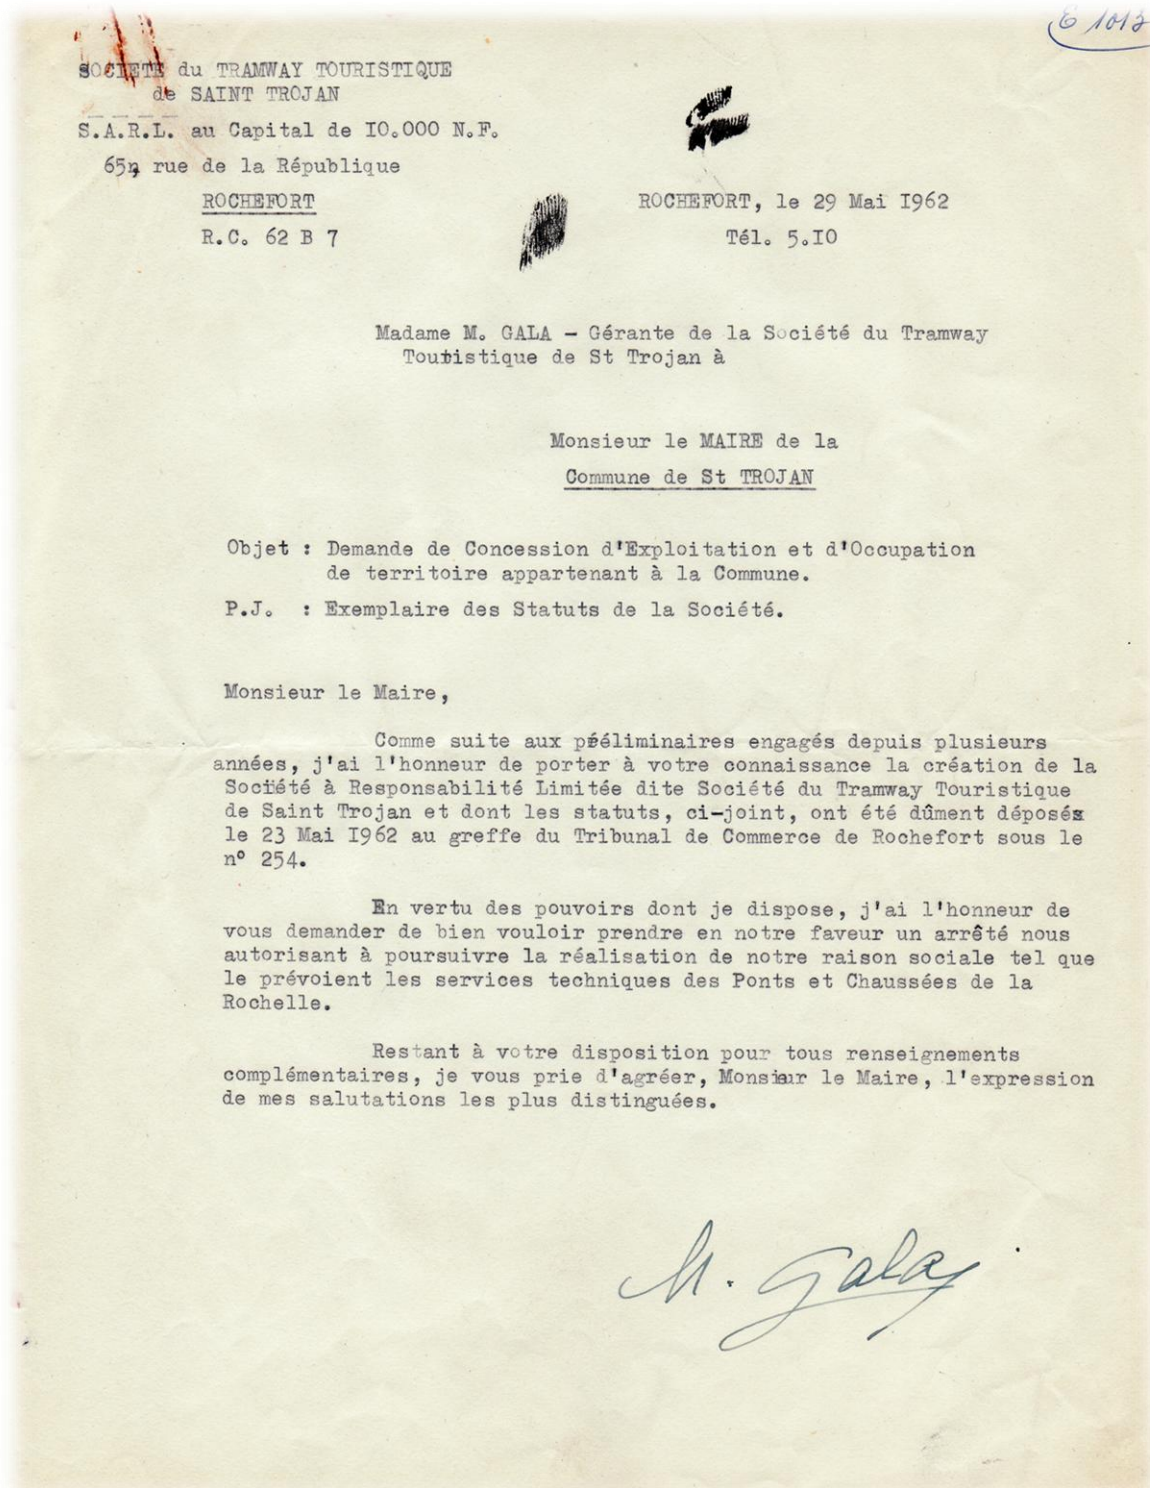 E 1013
SOCIETE du TRAMWAY TOURISTIQUE
de SAINT TROJAN
S.A.R.L. au Capital de I0.000 N.F.
65, rue de la République
ROCHEFORT
ROCHEFORT, le 29 Mai I962
R.C. 62 B 7
Tél. 5.I0
Madame M. GALA - Gérante de la Société du Tramway
Touristique de St Trojan à
Monsieur le MAIRE de la
Commune de St TROJAN
Objet : Demande de Concession d'Exploitation et d'Occupation
de territoire appartenant à la Commune.
P.J. : Exemplaire des Statuts de la Société.
Monsieur le Maire,
Comme suite aux préliminaires engagés depuis plusieurs
années, j'ai l'honneur de porter à votre connaissance la création de la
Société à Responsabilité Limitée dite Société du Tramway Touristique
de Saint Trojan et dont les statuts, ci-joint, ont été dûment déposés
le 23 Mai I962 au greffe du Tribunal de Commerce de Rochefort sous le
n° 254.
En vertu des pouvoirs dont je dispose, j'ai l'honneur de
vous demander de bien vouloir prendre en notre faveur un arrêté nous
autorisant à poursuivre la réalisation de notre raison sociale tel que
le prévoient les services techniques des Ponts et Chaussées de la
Rochelle.
Restant à votre disposition pour tous renseignements
complémentaires, je vous prie d'agréer, Monsieur le Maire, l'expression
de mes salutations les plus distinguées.
M. Gala